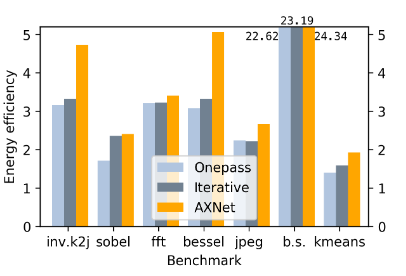 23.19
22.62 24.34
5 5
4 4
3 3
2 2
1 1
0 0
Energy efficiency
Onepass
Iterative
AXNet
inv.k2j sobel fft bessel jpeg b.s. kmeans
Benchmark